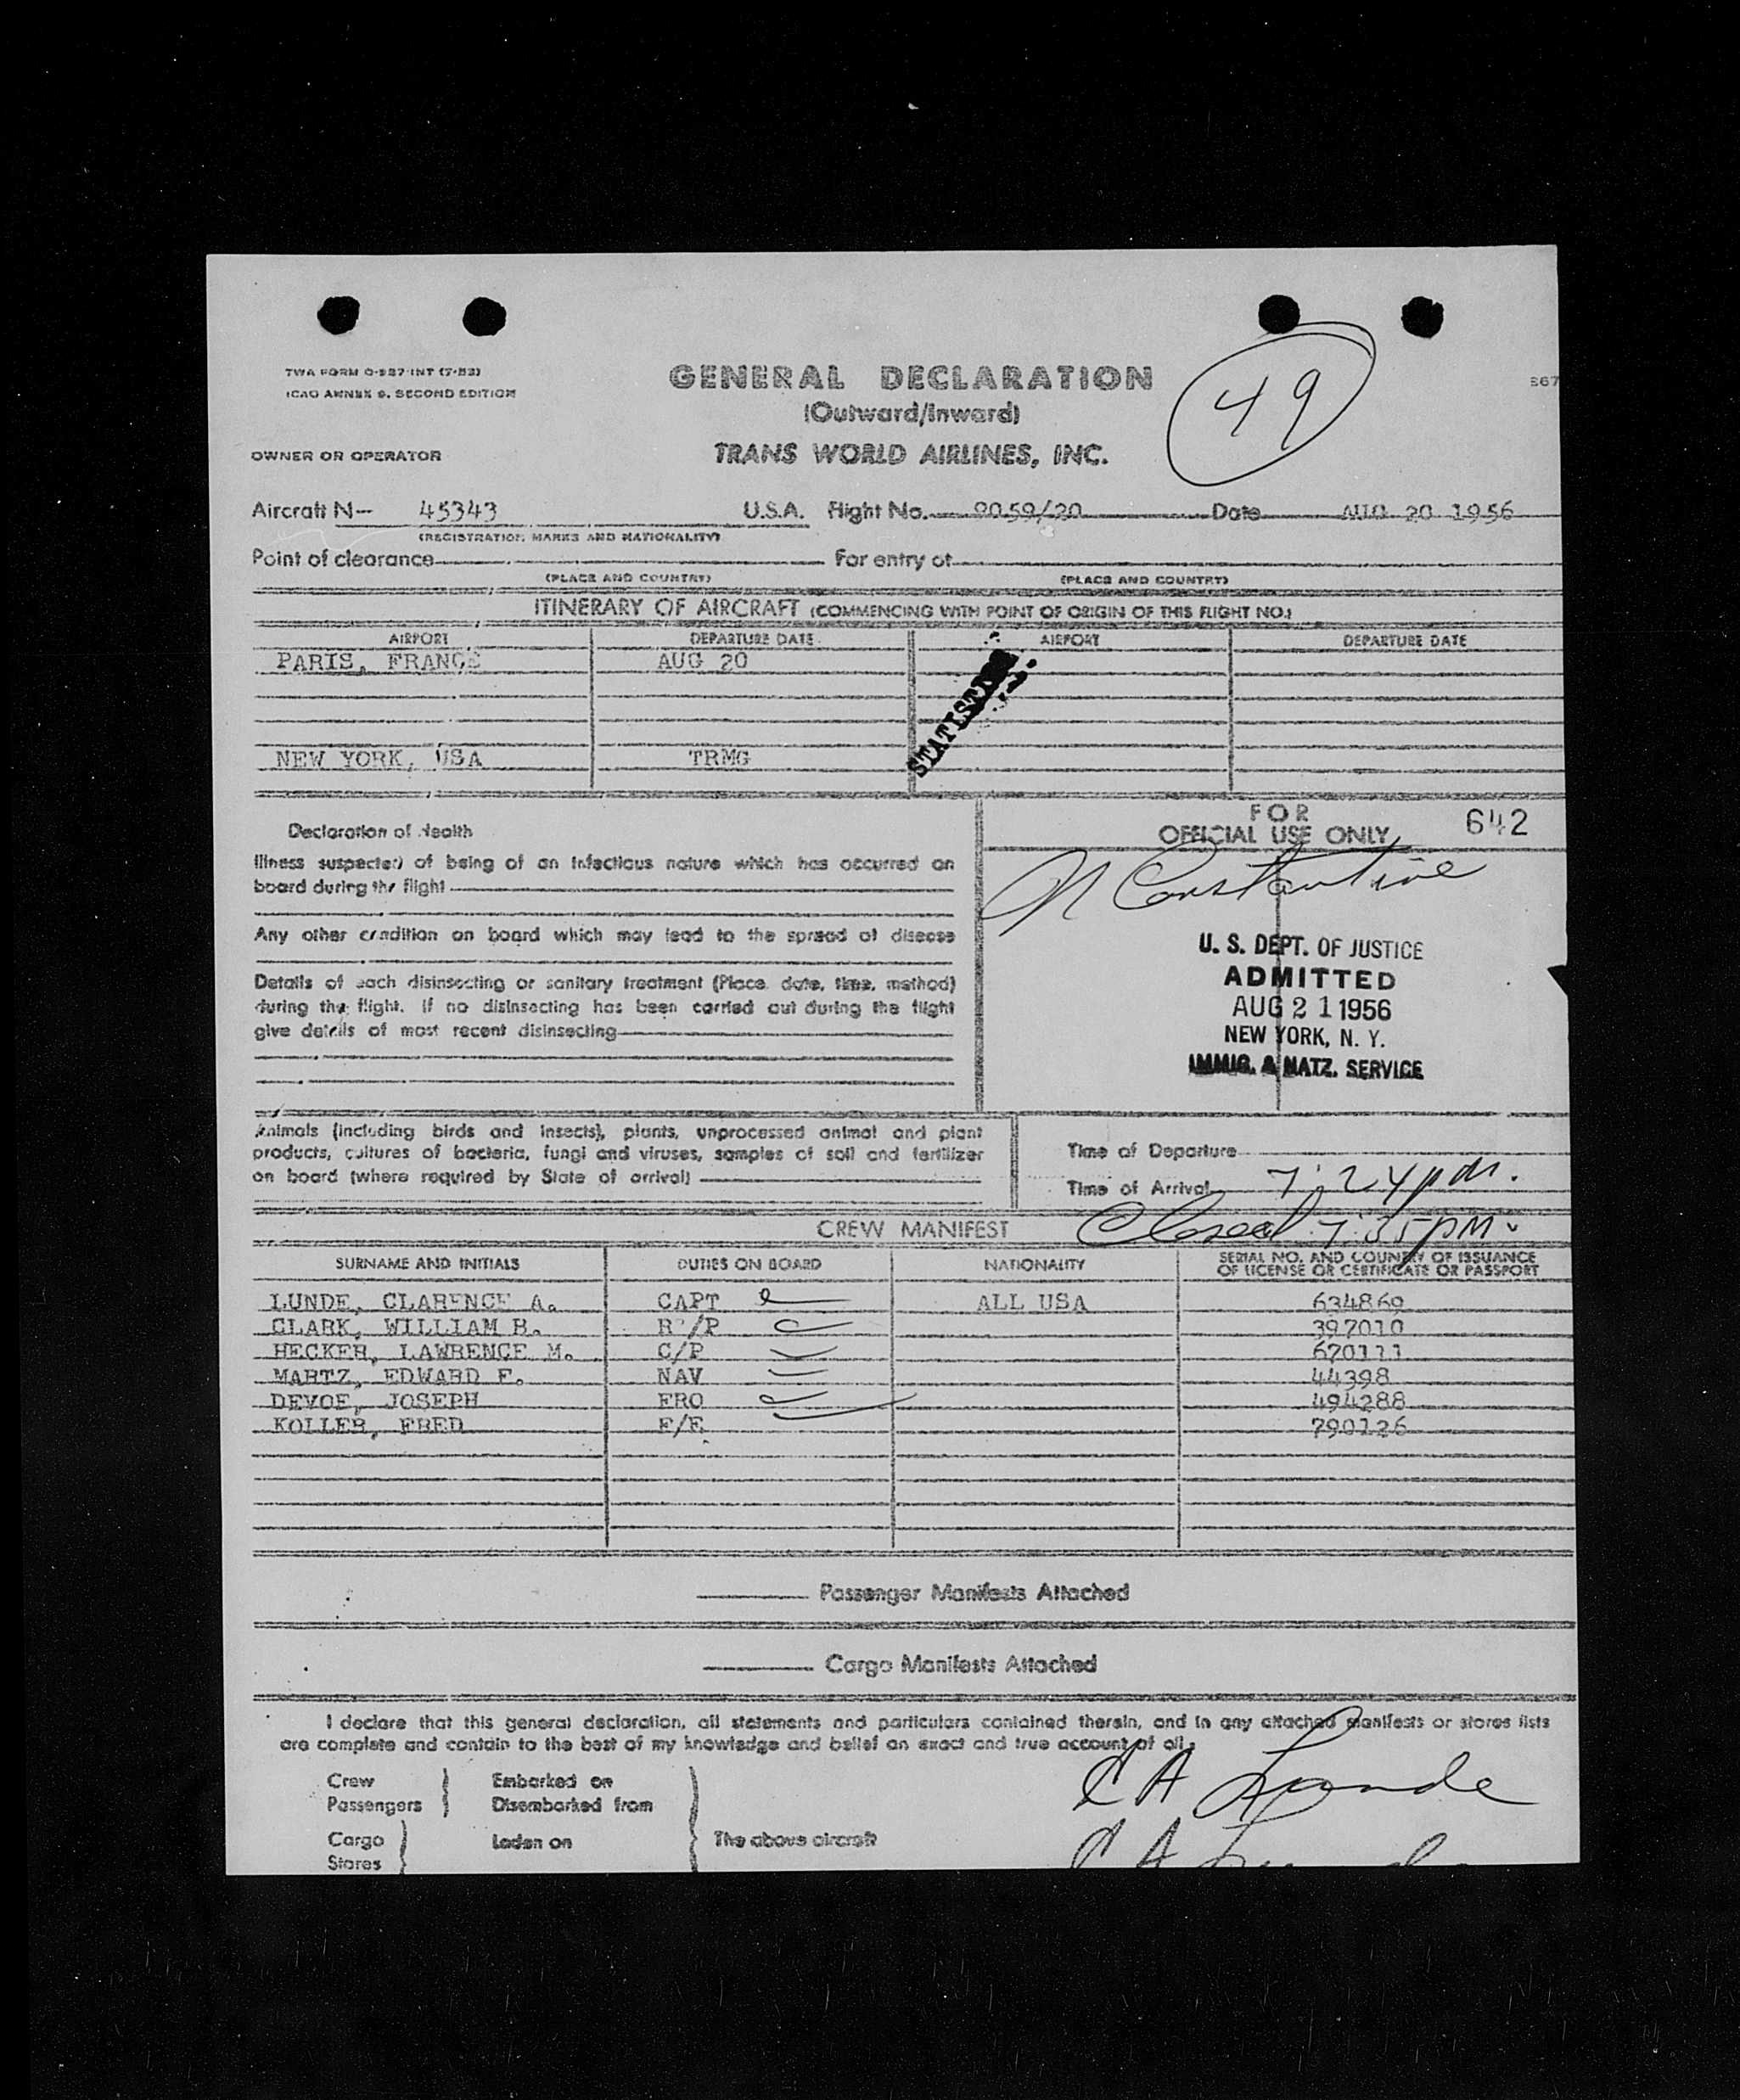 TWA FORM O-927-INT (7-53)
ICAO ANNEX 9, SECOND EDITION
GENERAL DECLARATION
(Outward/Inward)
49
567
OWNER OR OPERATOR
TRANS WORLD AIRLINES, INC.
Aircraft N- 45343 U.S.A. Flight No. 9059/20 Date AUG 20 1956
(REGISTRATION MARKS AND NATIONALITY)
Point of clearance For entry at
(PLACE AND COUNTRY) (PLACE AND COUNTRY)
ITINERARY OF AIRCRAFT (COMMENCING WITH POINT OF ORIGIN OF THIS FLIGHT NO.)
AIRPORT DEPARTURE DATE AIRPORT DEPARTURE DATE
PARIS, FRANCE AUG 20
NEW YORK, USA TRMG
FOR
OFFICIAL USE ONLY
642
Declaration of Health
Illness suspected of being of an infectious nature which has occurred on
board during the flight
N Constantine
Any other condition on board which may lead to the spread of disease
Details of each disinsecting or sanitary treatment (Place, date, time, method)
during the flight. If no disinsecting has been carried out during the flight
give details of most recent disinsecting
U. S. DEPT. OF JUSTICE
ADMITTED
AUG 21 1956
NEW YORK, N. Y.
IMMIG. & NATZ. SERVICE
Animals (including birds and insects), plants, unprocessed animal and plant
products, cultures of bacteria, fungi and viruses, samples of soil and fertilizer
on board (where required by State of arrival)
Time of Departure
Time of Arrival 7:24 pm.
Closed 7:35 PM
CREW MANIFEST
SURNAME AND INITIALS DUTIES ON BOARD NATIONALITY SERIAL NO. AND COUNTRY OF ISSUANCE
OF LICENSE OR CERTIFICATE OR PASSPORT
LUNDE, CLARENCE A. CAPT ALL USA 634869
CLARK, WILLIAM B. R/P 397010
HECKER, LAWRENCE M. C/P 670111
MARTZ, EDWARD F. NAV 44398
DEVOE, JOSEPH FRO 494288
KOLLER, FRED F/E 790126
Passenger Manifests Attached
Cargo Manifests Attached
I declare that this general declaration, all statements and particulars contained therein, and in any attached manifests or stores lists
are complete and contain to the best of my knowledge and belief an exact and true account of all.
Crew
Passengers
Embarked on
Disembarked from
Cargo
Stores
Laden on
The above aircraft
C A Lunde
C A Lunde